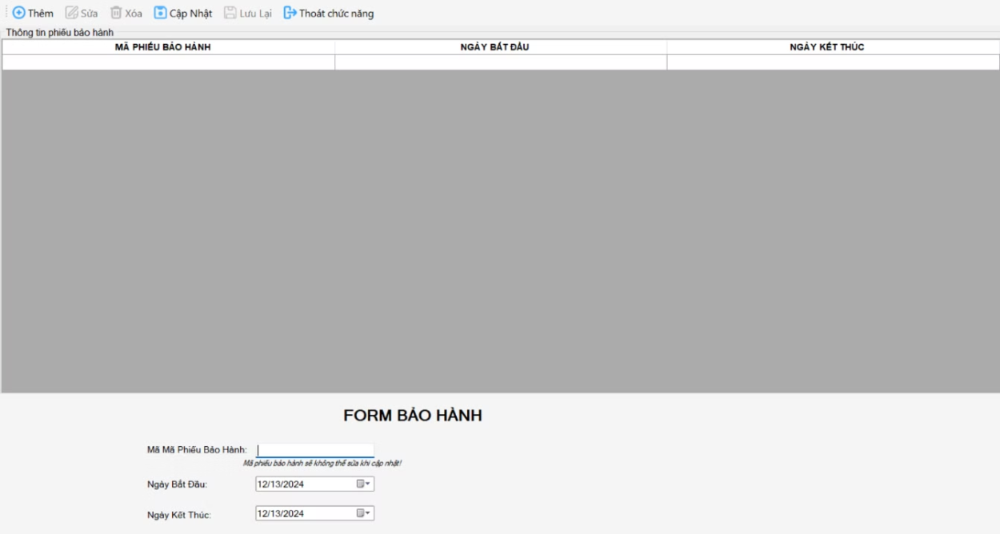 Thêm Sửa Xóa Cập Nhật Lưu Lại Thoát chức năng
Thông tin phiếu bảo hành
MÃ PHIẾU BẢO HÀNH NGÀY BẮT ĐẦU NGÀY KẾT THÚC
FORM BẢO HÀNH
Mã Mã Phiếu Bảo Hành:
Mã phiếu bảo hành sẽ không thể sửa khi cập nhật!
Ngày Bắt Đầu: 12/13/2024
Ngày Kết Thúc: 12/13/2024